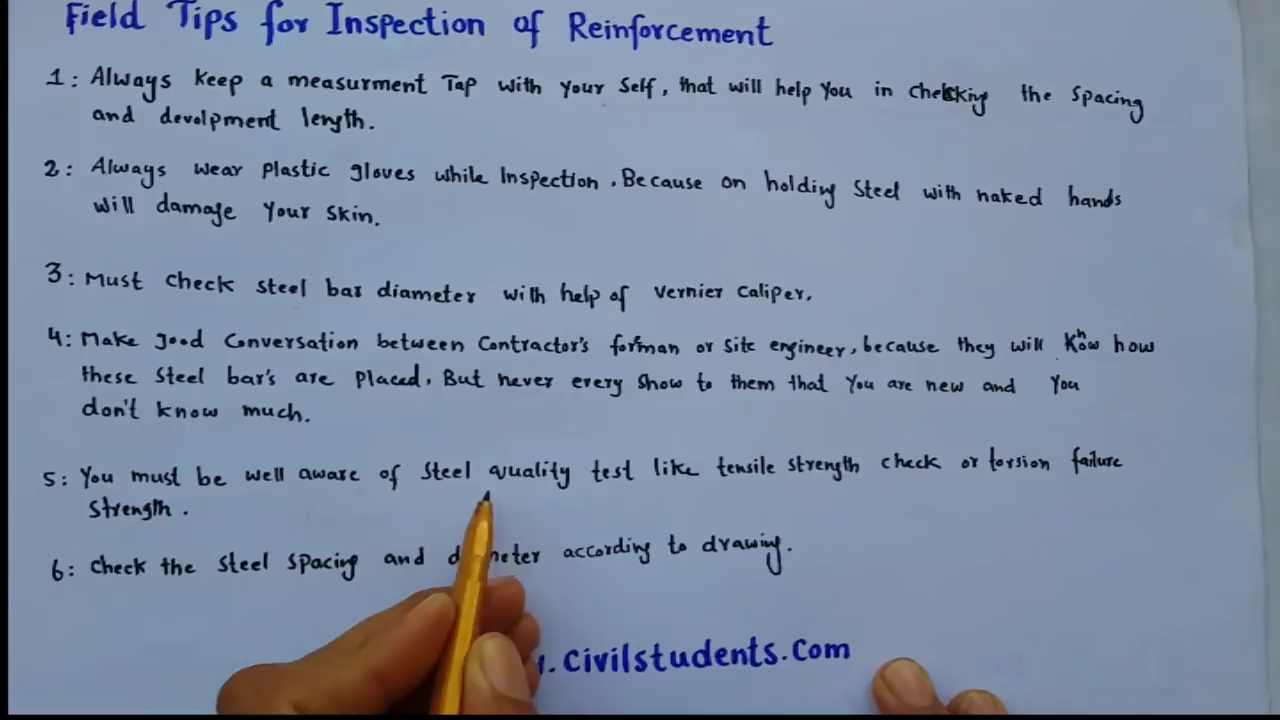 Field Tips for Inspection of Reinforcement
1: Always keep a measurment Tap with your self, that will help you in checking the spacing
and devolpment length.
2: Always wear plastic gloves while Inspection. Because on holding steel with naked hands
will damage your skin.
3: Must check steel bar diameter with help of vernier caliper.
4: Make good conversation between contractor's forman or site engineer, because they will know how
these steel bar's are placed. But never every show to them that you are new and you
don't know much.
5: You must be well aware of steel quality test like tensile strength check or torsion failure
strength.
6: check the steel spacing and according to drawing.
.civilstudents.com